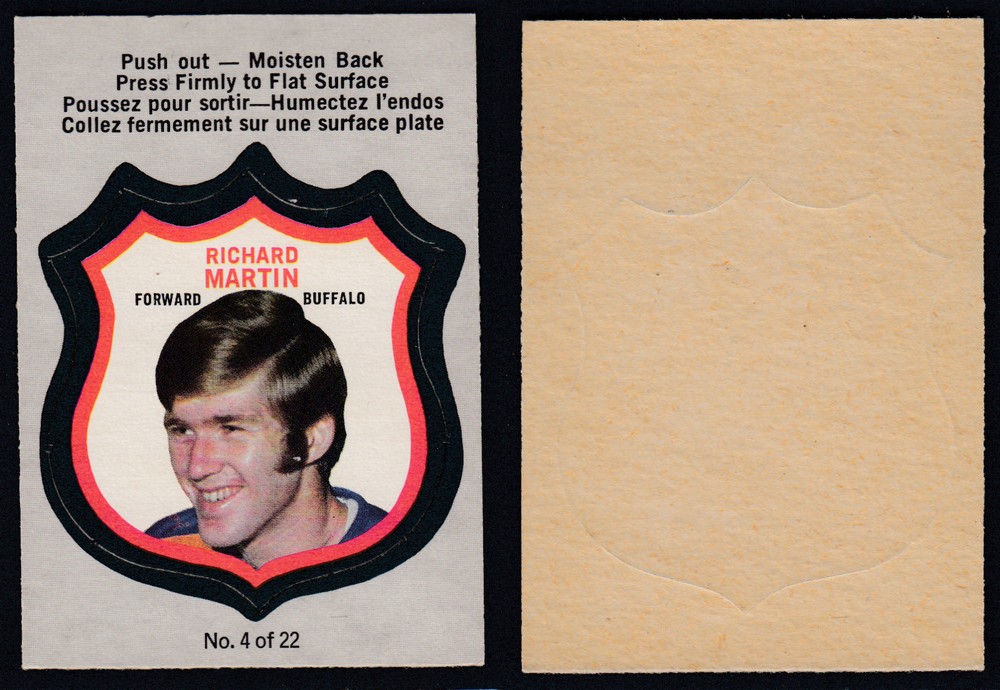 Push out — Moisten Back
Press Firmly to Flat Surface
Poussez pour sortir—Humectez l'endos
Collez fermement sur une surface plate
RICHARD
MARTIN
FORWARD BUFFALO
No. 4 of 22